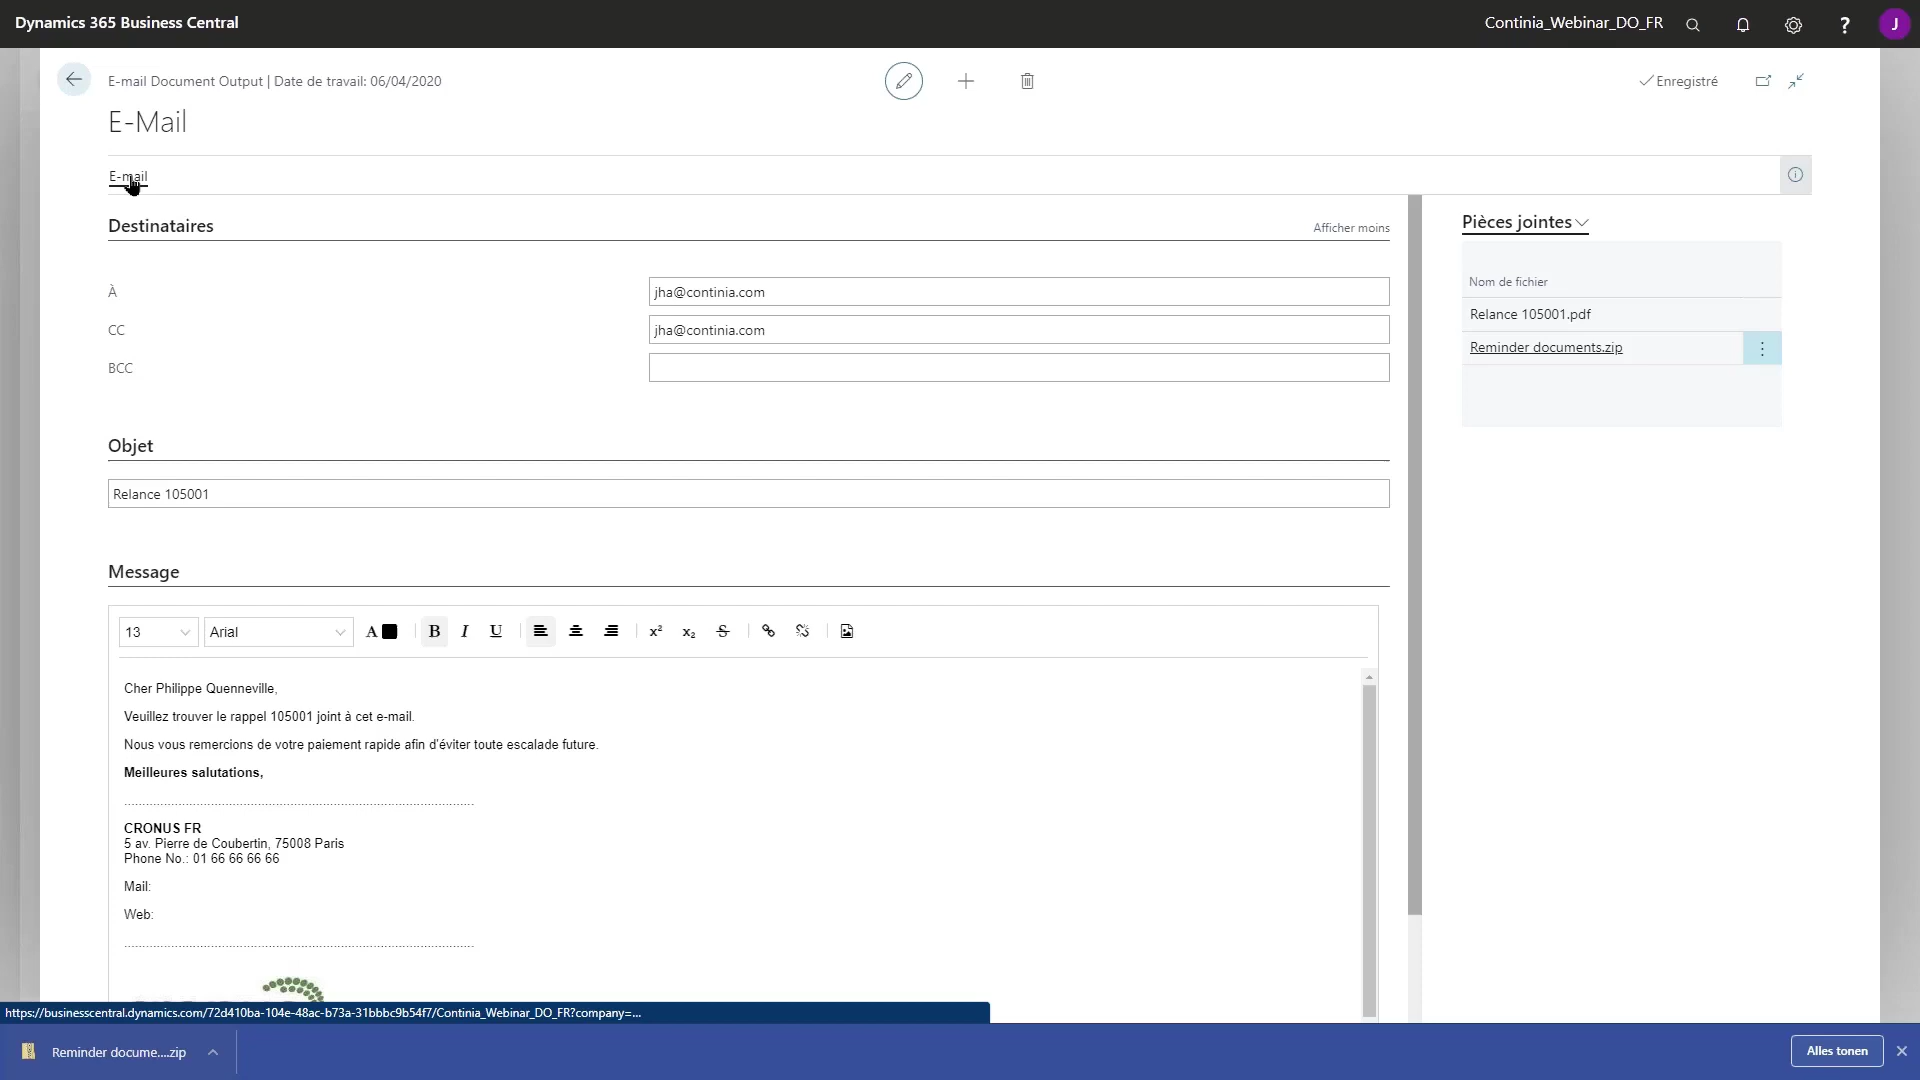 Dynamics 365 Business Central
Continia_Webinar_DO_FR
?
J
E-mail Document Output | Date de travail: 06/04/2020
Enregistré
E-Mail
E-mail
Destinataires
Afficher moins
À
jha@continia.com
CC
jha@continia.com
BCC
Objet
Relance 105001
Message
13
Arial
A
B
I
U
x²
x₂
S
Cher Philippe Quenneville,
Veuillez trouver le rappel 105001 joint à cet e-mail.
Nous vous remercions de votre paiement rapide afin d'éviter toute escalade future.
Meilleures salutations,
CRONUS FR
5 av. Pierre de Coubertin, 75008 Paris
Phone No.: 01 66 66 66 66
Mail:
Web:
Pièces jointes
Nom de fichier
Relance 105001.pdf
Reminder documents.zip
https://businesscentral.dynamics.com/72d410ba-104e-48ac-b73a-31bbbc9b54f7/Continia_Webinar_DO_FR?company=...
Reminder docume....zip
Alles tonen